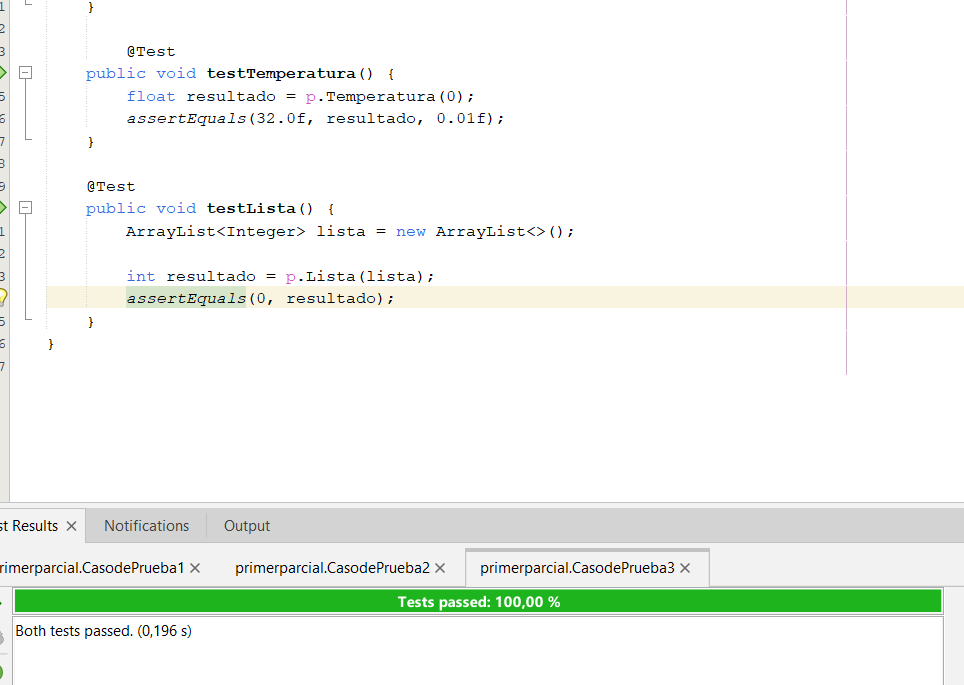 }
@Test
public void testTemperatura() {
float resultado = p.Temperatura(0);
assertEquals(32.0f, resultado, 0.01f);
}
@Test
public void testLista() {
ArrayList<Integer> lista = new ArrayList<>();
int resultado = p.Lista(lista);
assertEquals(0, resultado);
}
}
st Results Notifications Output
rimerparcial.CasodePrueba1 primerparcial.CasodePrueba2 primerparcial.CasodePrueba3
Tests passed: 100,00 %
Both tests passed. (0,196 s)